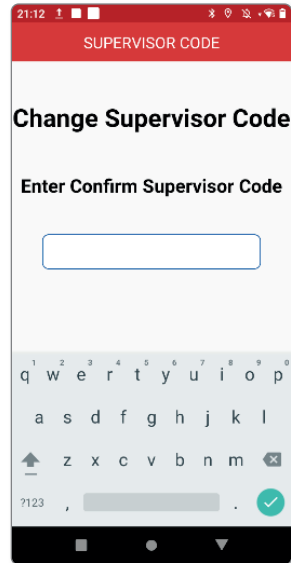 21:12
SUPERVISOR CODE
Change Supervisor Code
Enter Confirm Supervisor Code
1 2 3 4 5 6 7 8 9 0
q w e r t y u i o p
a s d f g h j k l
z x c v b n m
?123 , .